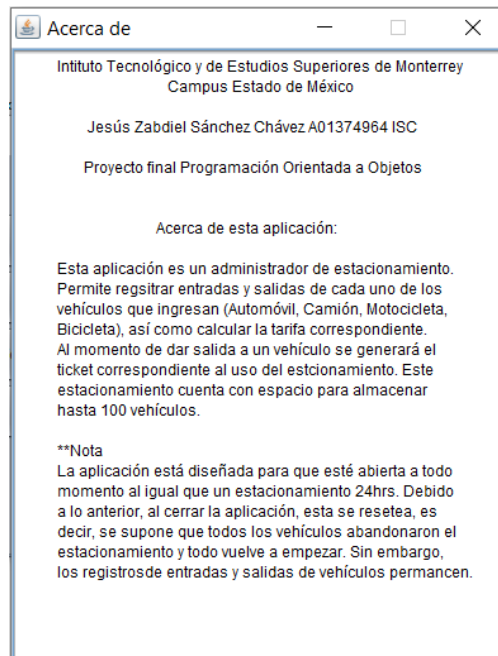 Acerca de
Intituto Tecnológico y de Estudios Superiores de Monterrey
Campus Estado de México
Jesús Zabdiel Sánchez Chávez A01374964 ISC
Proyecto final Programación Orientada a Objetos
Acerca de esta aplicación:
Esta aplicación es un administrador de estacionamiento.
Permite regsitrar entradas y salidas de cada uno de los
vehículos que ingresan (Automóvil, Camión, Motocicleta,
Bicicleta), así como calcular la tarifa correspondiente.
Al momento de dar salida a un vehículo se generará el
ticket correspondiente al uso del estcionamiento. Este
estacionamiento cuenta con espacio para almacenar
hasta 100 vehículos.
**Nota
La aplicación está diseñada para que esté abierta a todo
momento al igual que un estacionamiento 24hrs. Debido
a lo anterior, al cerrar la aplicación, esta se resetea, es
decir, se supone que todos los vehículos abandonaron el
estacionamiento y todo vuelve a empezar. Sin embargo,
los registrosde entradas y salidas de vehículos permancen.